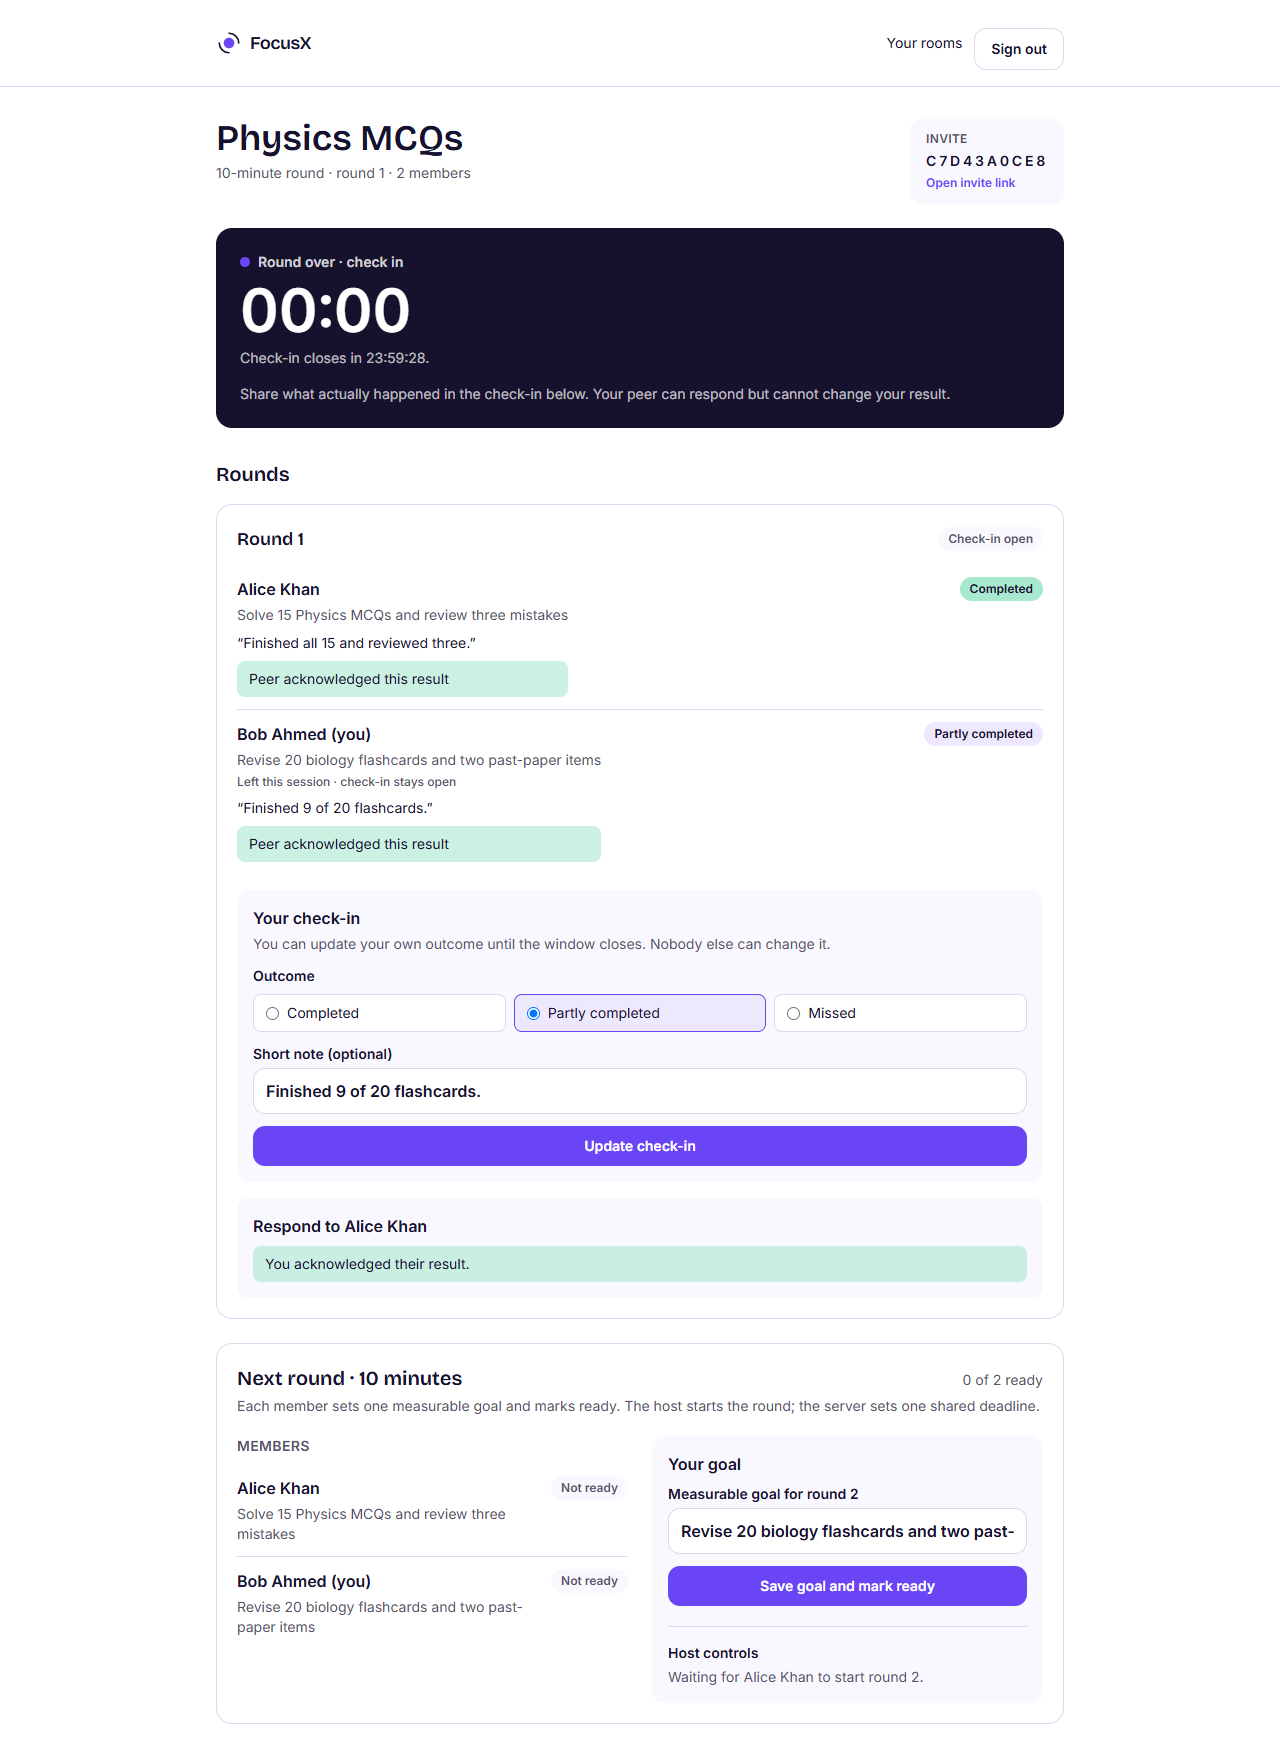 FocusX
Your rooms
Sign out
Physics MCQs
10-minute round · round 1 · 2 members
INVITE
C7D43A0CE8
Open invite link
Round over · check in
00:00
Check-in closes in 23:59:28.
Share what actually happened in the check-in below. Your peer can respond but cannot change your result.
Rounds
Round 1
Check-in open
Alice Khan
Completed
Solve 15 Physics MCQs and review three mistakes
“Finished all 15 and reviewed three.”
Peer acknowledged this result
Bob Ahmed (you)
Partly completed
Revise 20 biology flashcards and two past-paper items
Left this session · check-in stays open
“Finished 9 of 20 flashcards.”
Peer acknowledged this result
Your check-in
You can update your own outcome until the window closes. Nobody else can change it.
Outcome
Completed
Partly completed
Missed
Short note (optional)
Finished 9 of 20 flashcards.
Update check-in
Respond to Alice Khan
You acknowledged their result.
Next round · 10 minutes
0 of 2 ready
Each member sets one measurable goal and marks ready. The host starts the round; the server sets one shared deadline.
MEMBERS
Alice Khan
Not ready
Solve 15 Physics MCQs and review three
mistakes
Bob Ahmed (you)
Not ready
Revise 20 biology flashcards and two past-
paper items
Your goal
Measurable goal for round 2
Revise 20 biology flashcards and two past-
Save goal and mark ready
Host controls
Waiting for Alice Khan to start round 2.